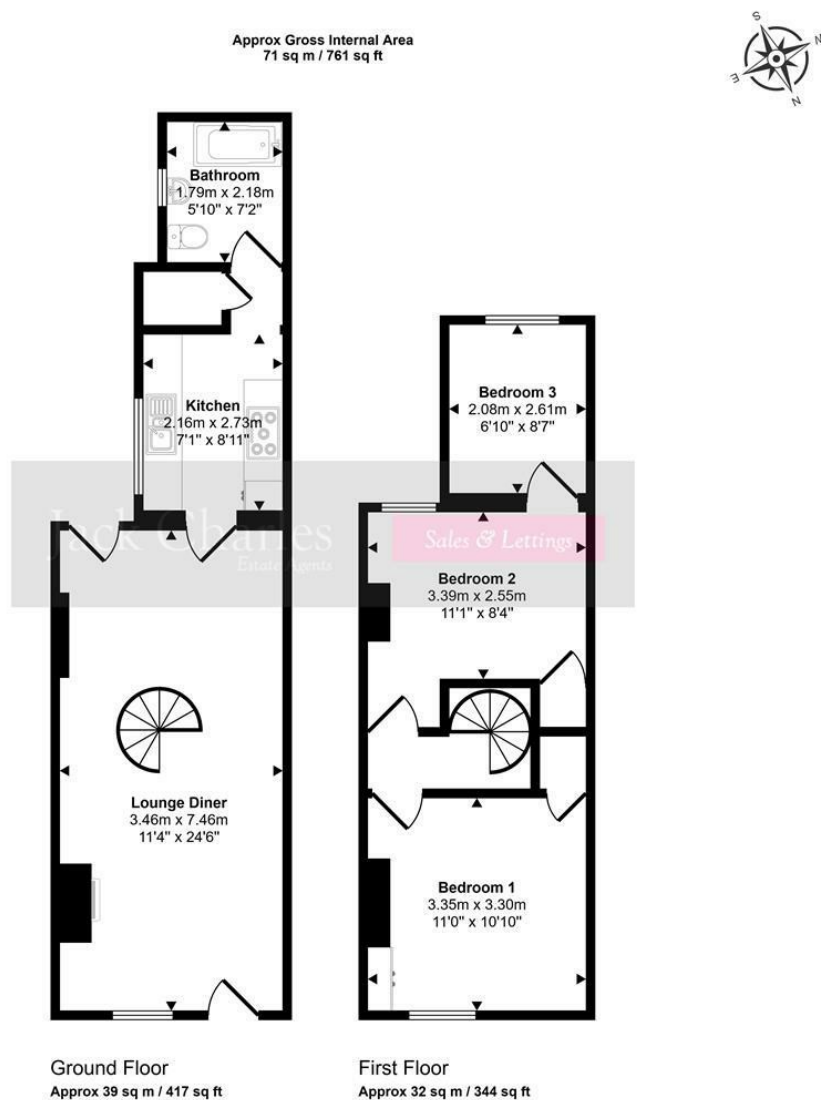 Approx Gross Internal Area
71 sq m / 761 sq ft
S
N
E
N
Bathroom
1.79m x 2.18m
5'10" x 7'2"
Kitchen
2.16m x 2.73m
7'1" x 8'11"
Bedroom 3
2.08m x 2.61m
6'10" x 8'7"
Jack Charles
Estate Agents
Sales & Lettings
Bedroom 2
3.39m x 2.55m
11'1" x 8'4"
Lounge Diner
3.46m x 7.46m
11'4" x 24'6"
Bedroom 1
3.35m x 3.30m
11'0" x 10'10"
Ground Floor
Approx 39 sq m / 417 sq ft
First Floor
Approx 32 sq m / 344 sq ft